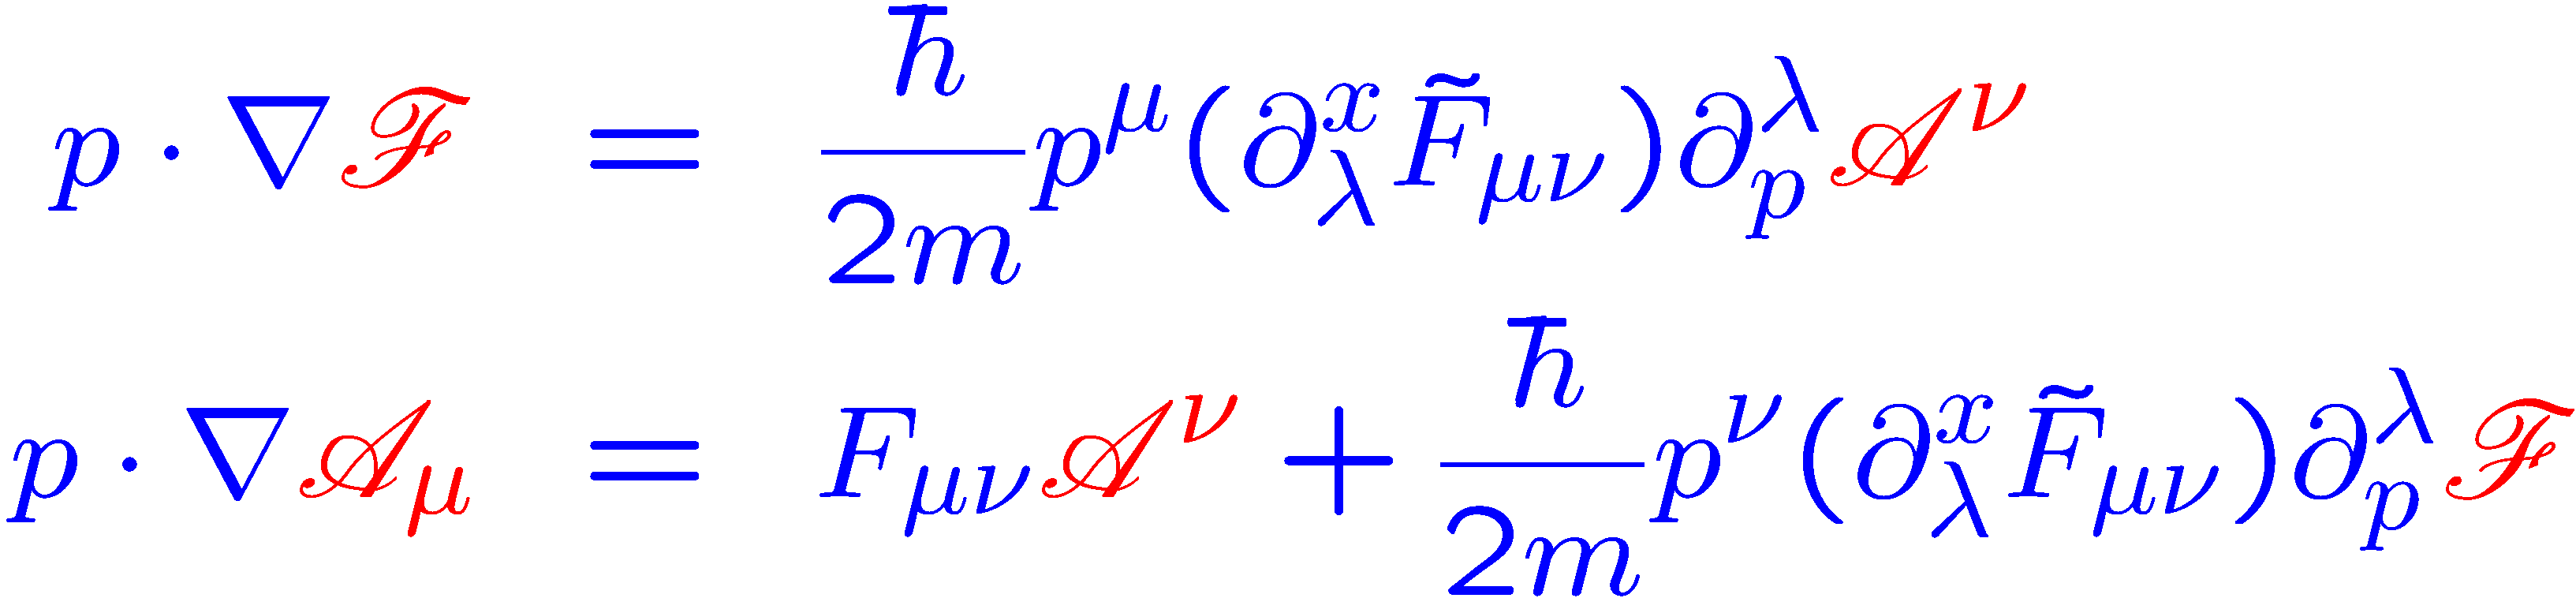 p · ∇ℱ = ħ/2m p^μ (∂^x_λ F̃_μν) ∂^λ_p 𝒜^ν
p · ∇𝒜_μ = F_μν 𝒜^ν + ħ/2m p^ν (∂^x_λ F̃_μν) ∂^λ_p ℱ